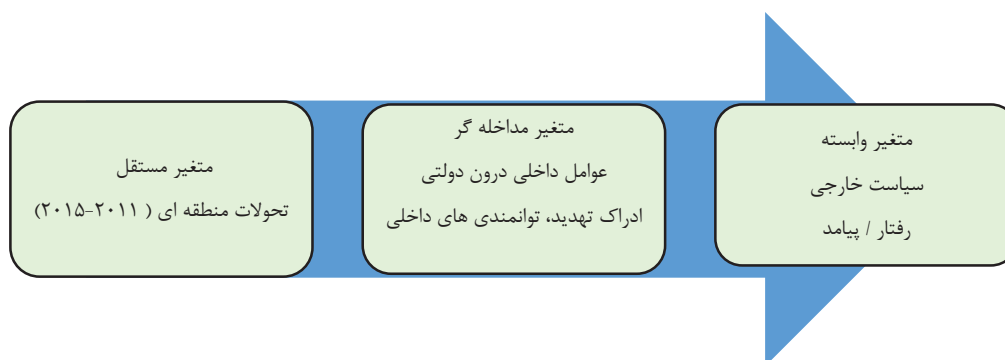 متغیر مستقل
تحولات منطقه ای ( ۲۰۱۱-۲۰۱۵)
متغیر مداخله گر
عوامل داخلی درون دولتی
ادراک تهدید، توانمندی های داخلی
متغیر وابسته
سیاست خارجی
رفتار / پیامد